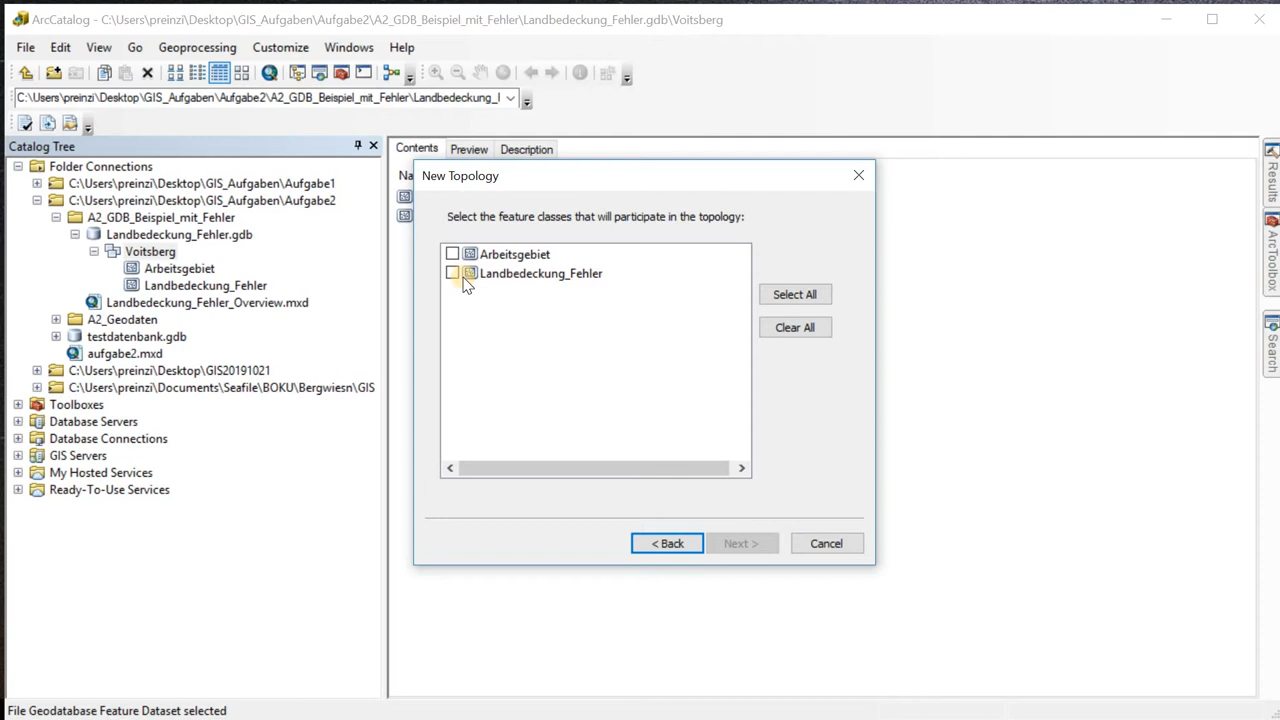 ArcCatalog - C:\Users\preinzi\Desktop\GIS_Aufgaben\Aufgabe2\A2_GDB_Beispiel_mit_Fehler\Landbedeckung_Fehler.gdb\Voitsberg
File Edit View Go Geoprocessing Customize Windows Help
C:\Users\preinzi\Desktop\GIS_Aufgaben\Aufgabe2\A2_GDB_Beispiel_mit_Fehler\Landbedeckung_l
Catalog Tree
Folder Connections
C:\Users\preinzi\Desktop\GIS_Aufgaben\Aufgabe1
C:\Users\preinzi\Desktop\GIS_Aufgaben\Aufgabe2
A2_GDB_Beispiel_mit_Fehler
Landbedeckung_Fehler.gdb
Voitsberg
Arbeitsgebiet
Landbedeckung_Fehler
Landbedeckung_Fehler_Overview.mxd
A2_Geodaten
testdatenbank.gdb
aufgabe2.mxd
C:\Users\preinzi\Desktop\GIS20191021
C:\Users\preinzi\Documents\Seafile\BOKU\Bergwiesn\GIS
Toolboxes
Database Servers
Database Connections
GIS Servers
My Hosted Services
Ready-To-Use Services
Contents Preview Description
Na
New Topology
Select the feature classes that will participate in the topology:
Arbeitsgebiet
Landbedeckung_Fehler
Select All
Clear All
< Back Next > Cancel
Results
ArcToolbox
Search
File Geodatabase Feature Dataset selected